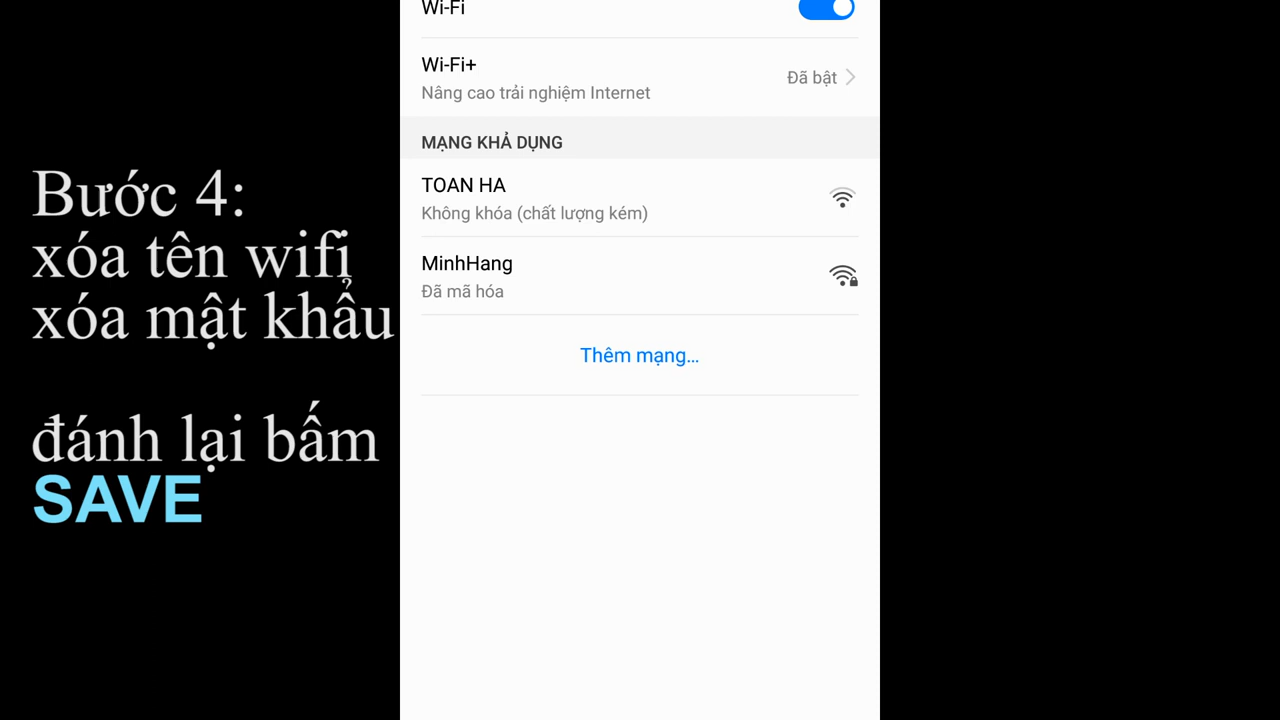 Bước 4:
xóa tên wifi
xóa mật khẩu
đánh lại bấm
SAVE
Wi-Fi
Wi-Fi+
Đã bật
Nâng cao trải nghiệm Internet
MẠNG KHẢ DỤNG
TOAN HA
Không khóa (chất lượng kém)
MinhHang
Đã mã hóa
Thêm mạng...